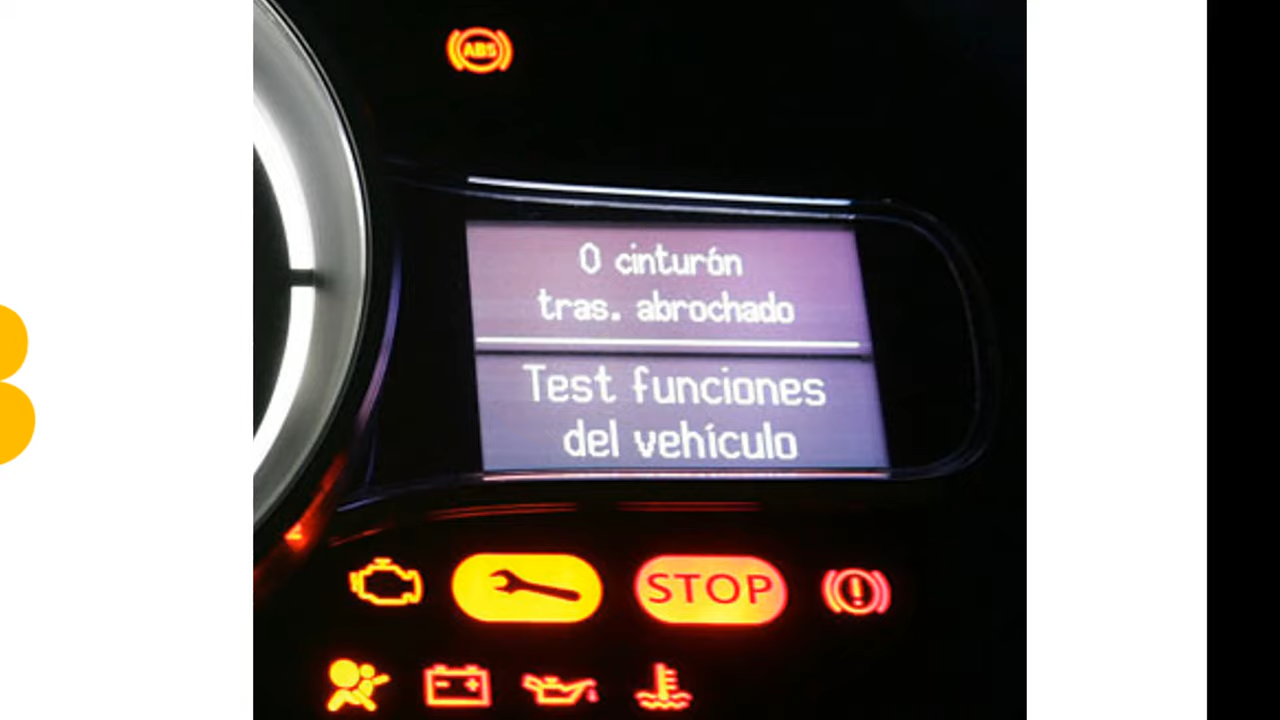 ABS
0 cinturón
tras. abrochado
Test funciones
del vehículo
STOP